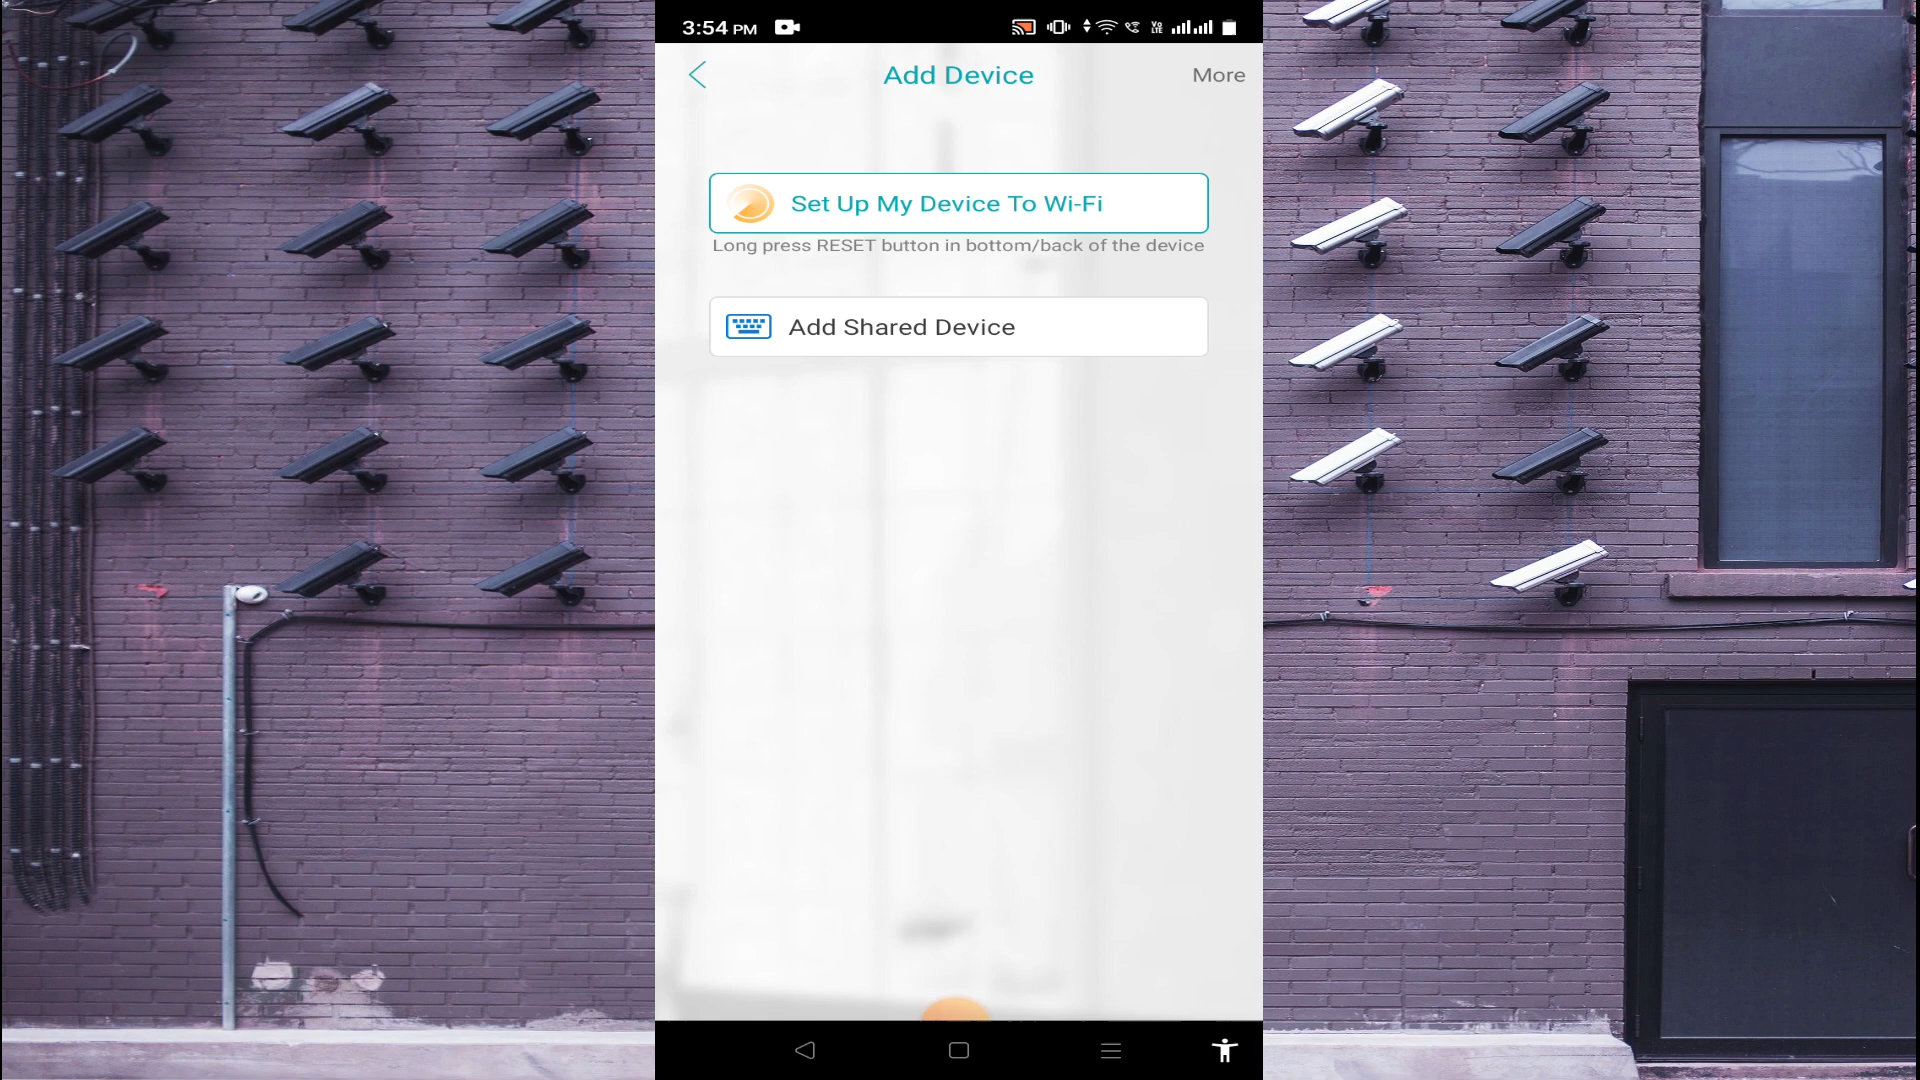 3:54 PM
VoLTE
Add Device
More
Set Up My Device To Wi-Fi
Long press RESET button in bottom/back of the device
Add Shared Device